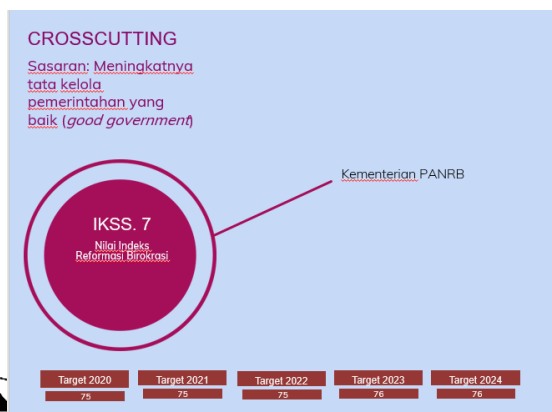 CROSSCUTTING
Sasaran: Meningkatnya
tata kelola
pemerintahan yang
baik (good government)
Kementerian PANRB
IKSS. 7
Nilai Indeks
Reformasi Birokrasi
Target 2020
Target 2021
Target 2022
Target 2023
Target 2024
75
75
75
76
76